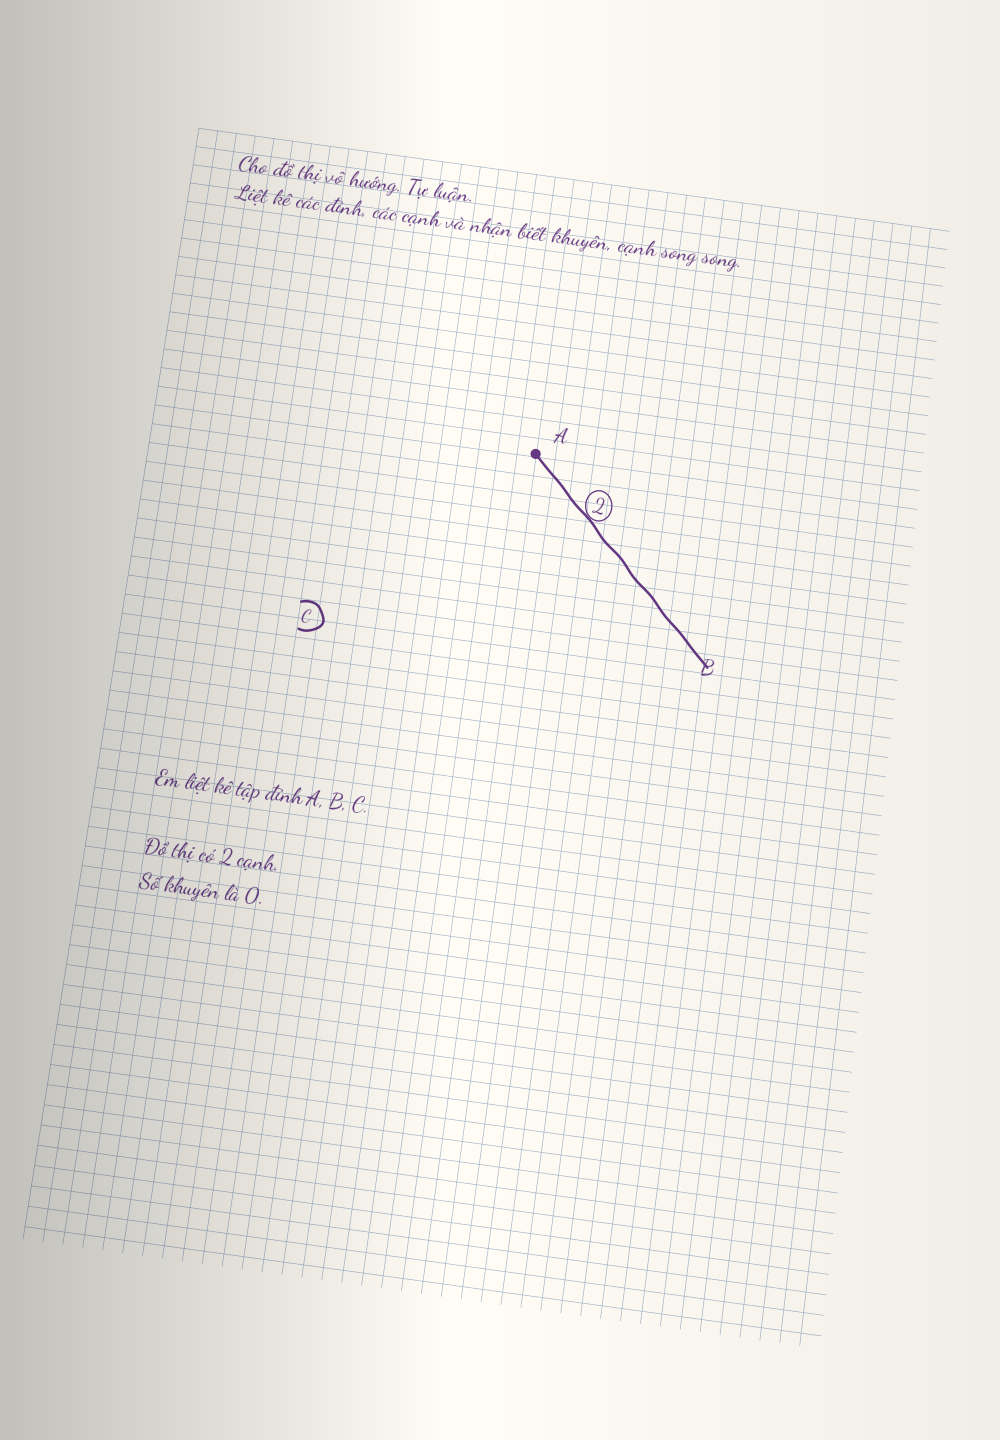 Cho đồ thị vô hướng. Tự luận.
Liệt kê các đỉnh, các cạnh và nhận biết khuyên, cạnh song song.
A
2
C
B
Em liệt kê tập đỉnh A, B, C.
Đồ thị có 2 cạnh.
Số khuyên là 0.